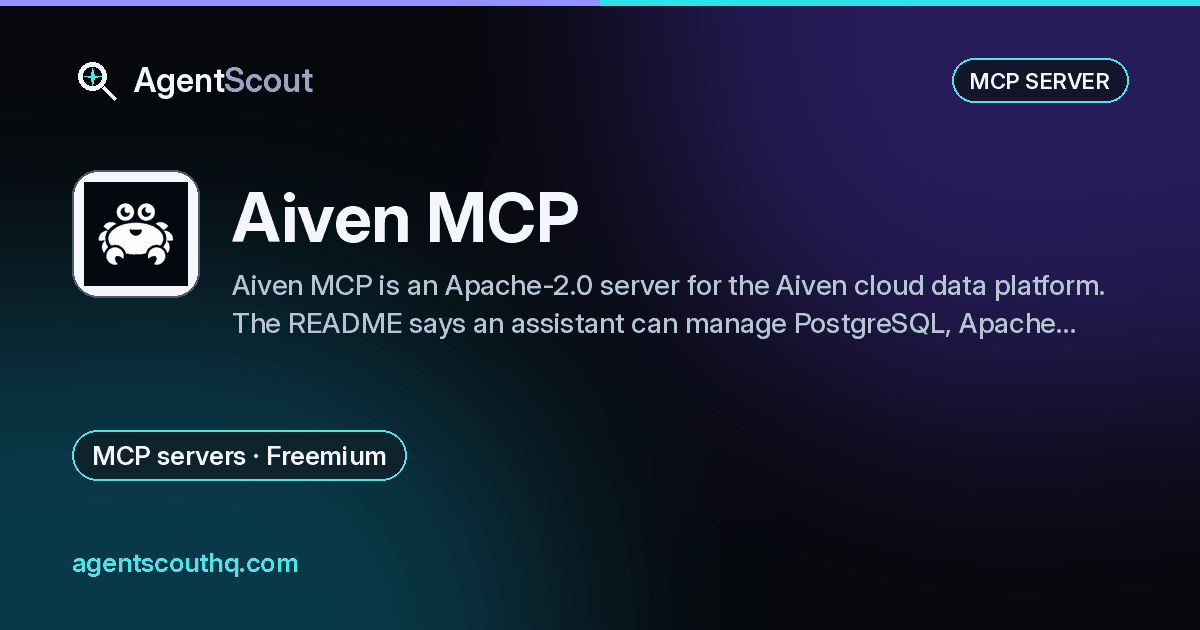 AgentScout
MCP SERVER
Aiven MCP
Aiven MCP is an Apache-2.0 server for the Aiven cloud data platform.
The README says an assistant can manage PostgreSQL, Apache...
MCP servers · Freemium
agentscouthq.com